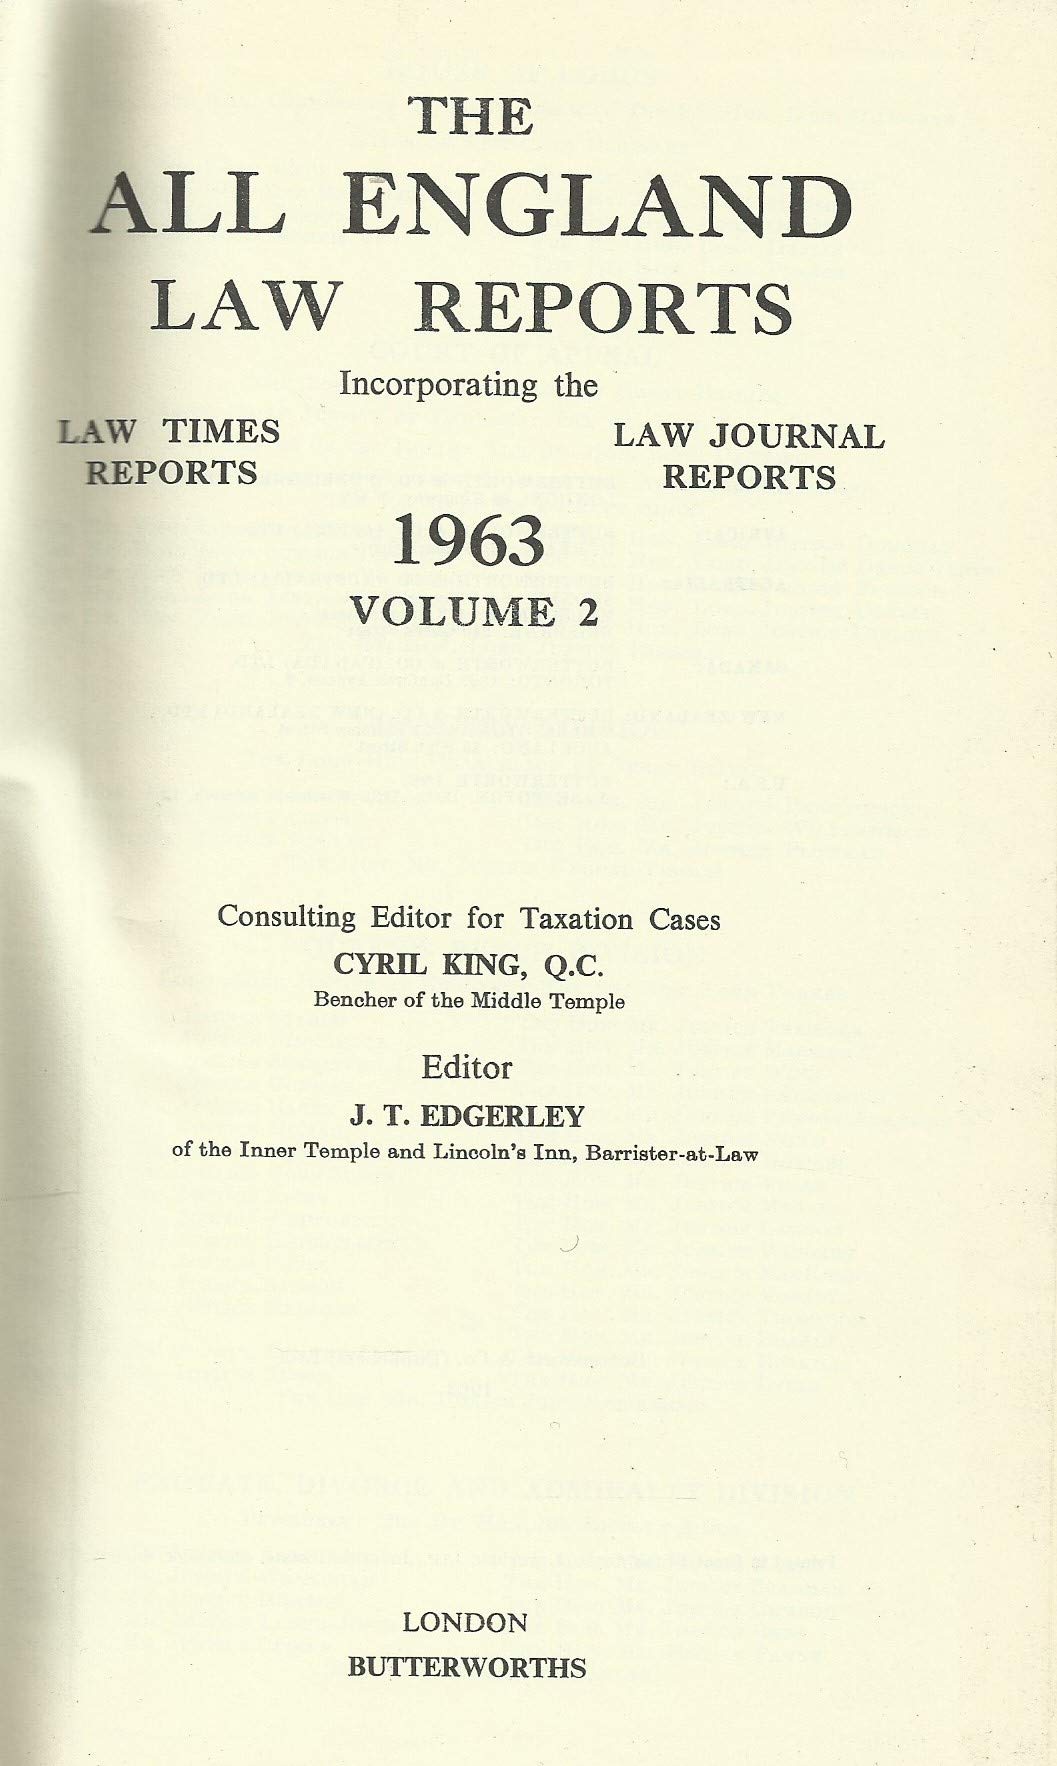 THE
ALL ENGLAND
LAW REPORTS
Incorporating the
LAW TIMES
REPORTS
LAW JOURNAL
REPORTS
1963
VOLUME 2
Consulting Editor for Taxation Cases
CYRIL KING, Q.C.
Bencher of the Middle Temple
Editor
J. T. EDGERLEY
of the Inner Temple and Lincoln's Inn, Barrister-at-Law
LONDON
BUTTERWORTHS